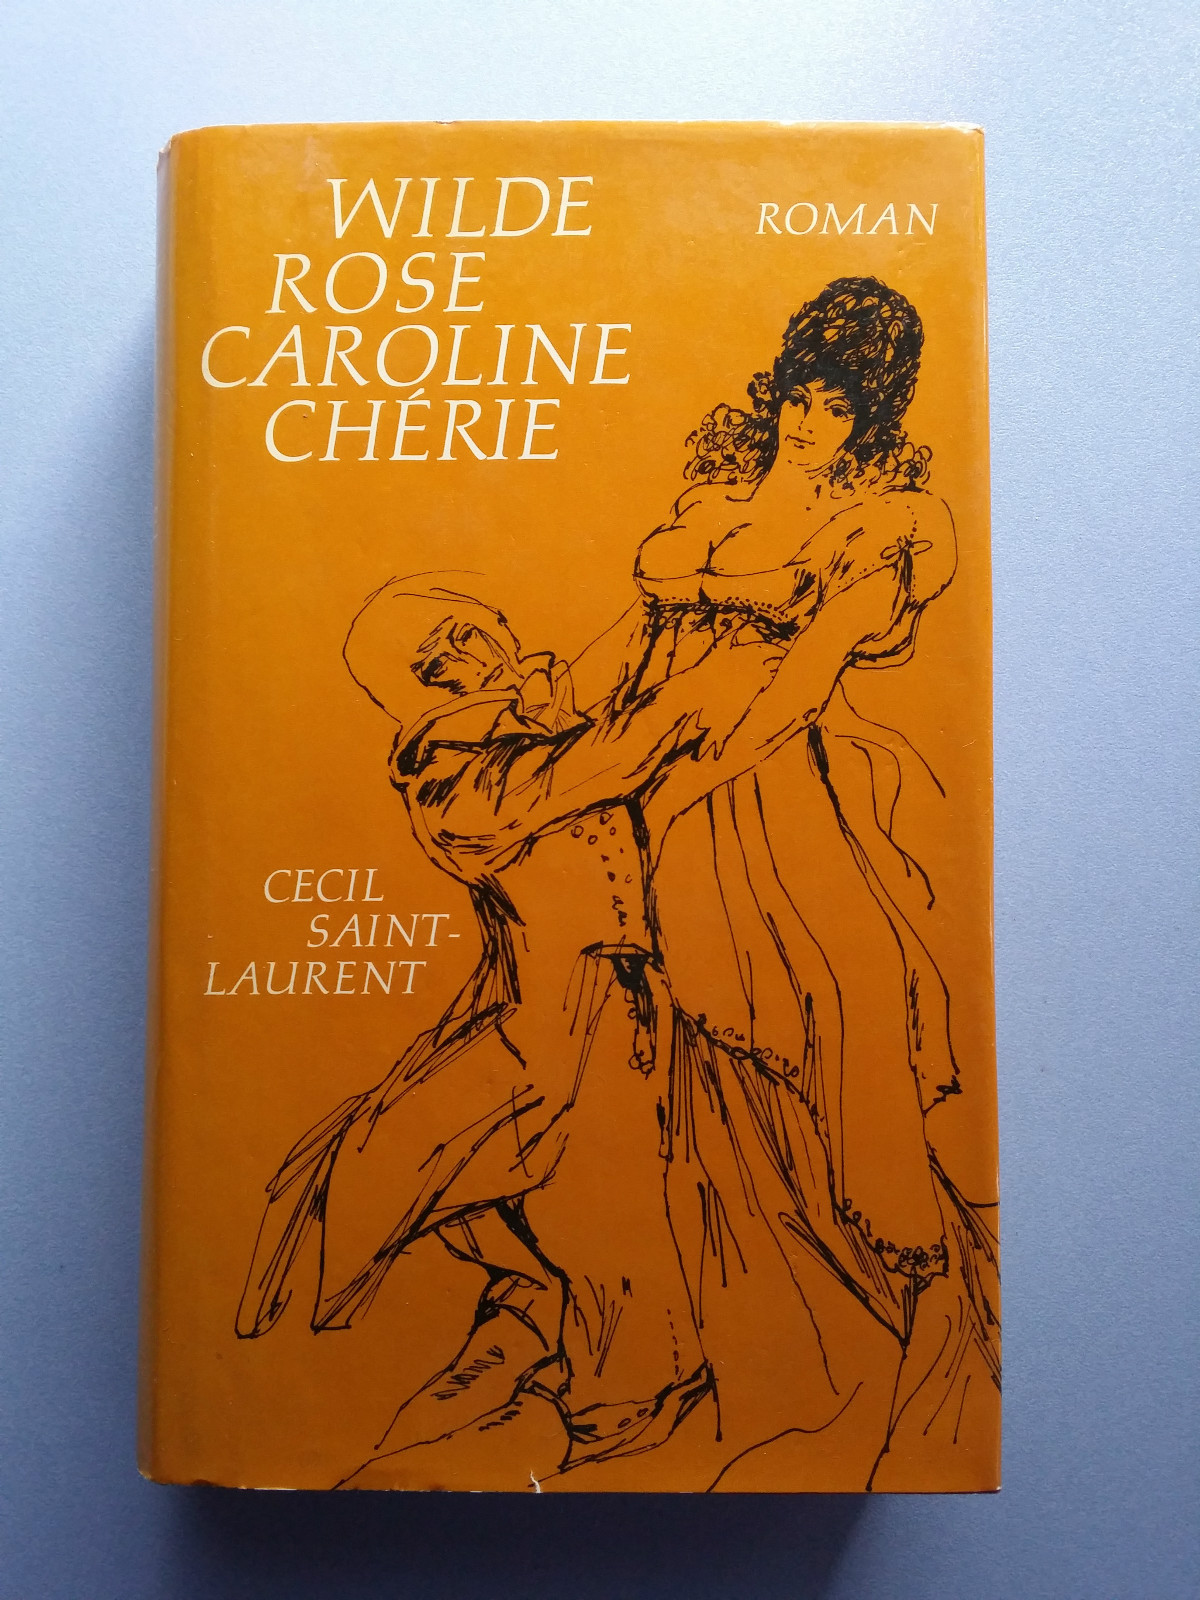 WILDE
ROSE
CAROLINE
CHÉRIE
ROMAN
CECIL
SAINT-
LAURENT